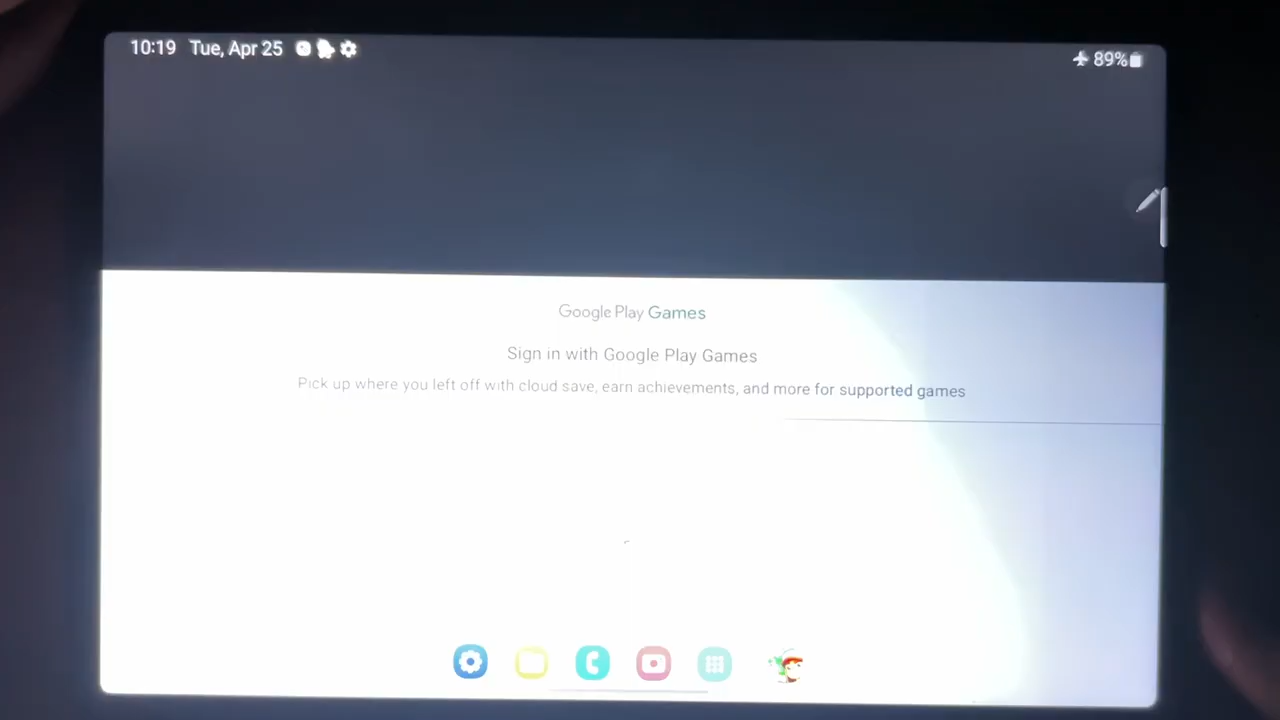 10:19 Tue, Apr 25
89%
Google Play Games
Sign in with Google Play Games
Pick up where you left off with cloud save, earn achievements, and more for supported games